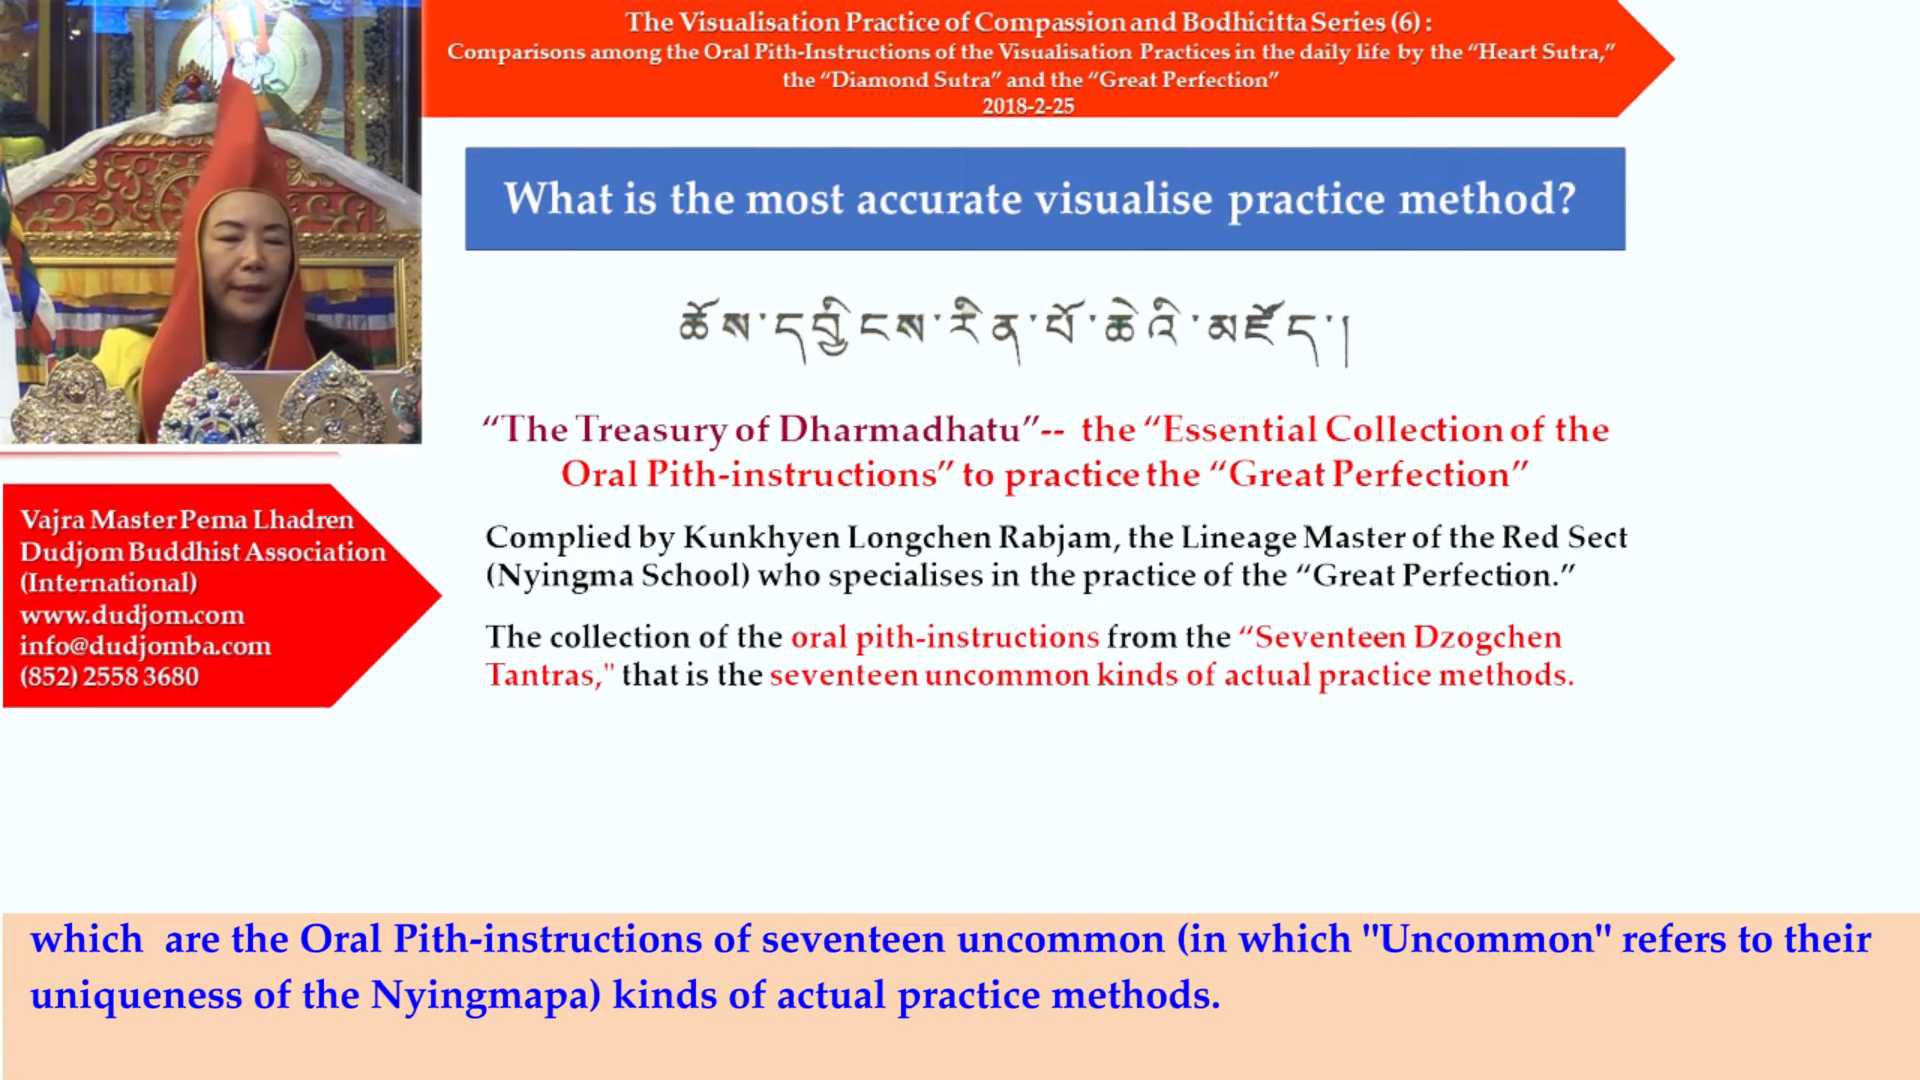 The Visualisation Practice of Compassion and Bodhicitta Series (6) :
Comparisons among the Oral Pith-Instructions of the Visualisation Practices in the daily life by the “Heart Sutra,”
the “Diamond Sutra” and the “Great Perfection”
2018-2-25
What is the most accurate visualise practice method?
ཆོས་དབྱིངས་རིན་པོ་ཆེའི་མཛོད་།
“The Treasury of Dharmadhatu”-- the “Essential Collection of the
Oral Pith-instructions” to practice the “Great Perfection”
Complied by Kunkhyen Longchen Rabjam, the Lineage Master of the Red Sect
(Nyingma School) who specialises in the practice of the “Great Perfection.”
The collection of the oral pith-instructions from the “Seventeen Dzogchen
Tantras," that is the seventeen uncommon kinds of actual practice methods.
Vajra Master Pema Lhadren
Dudjom Buddhist Association
(International)
www.dudjom.com
info@dudjomba.com
(852) 2558 3680
which are the Oral Pith-instructions of seventeen uncommon (in which "Uncommon" refers to their
uniqueness of the Nyingmapa) kinds of actual practice methods.